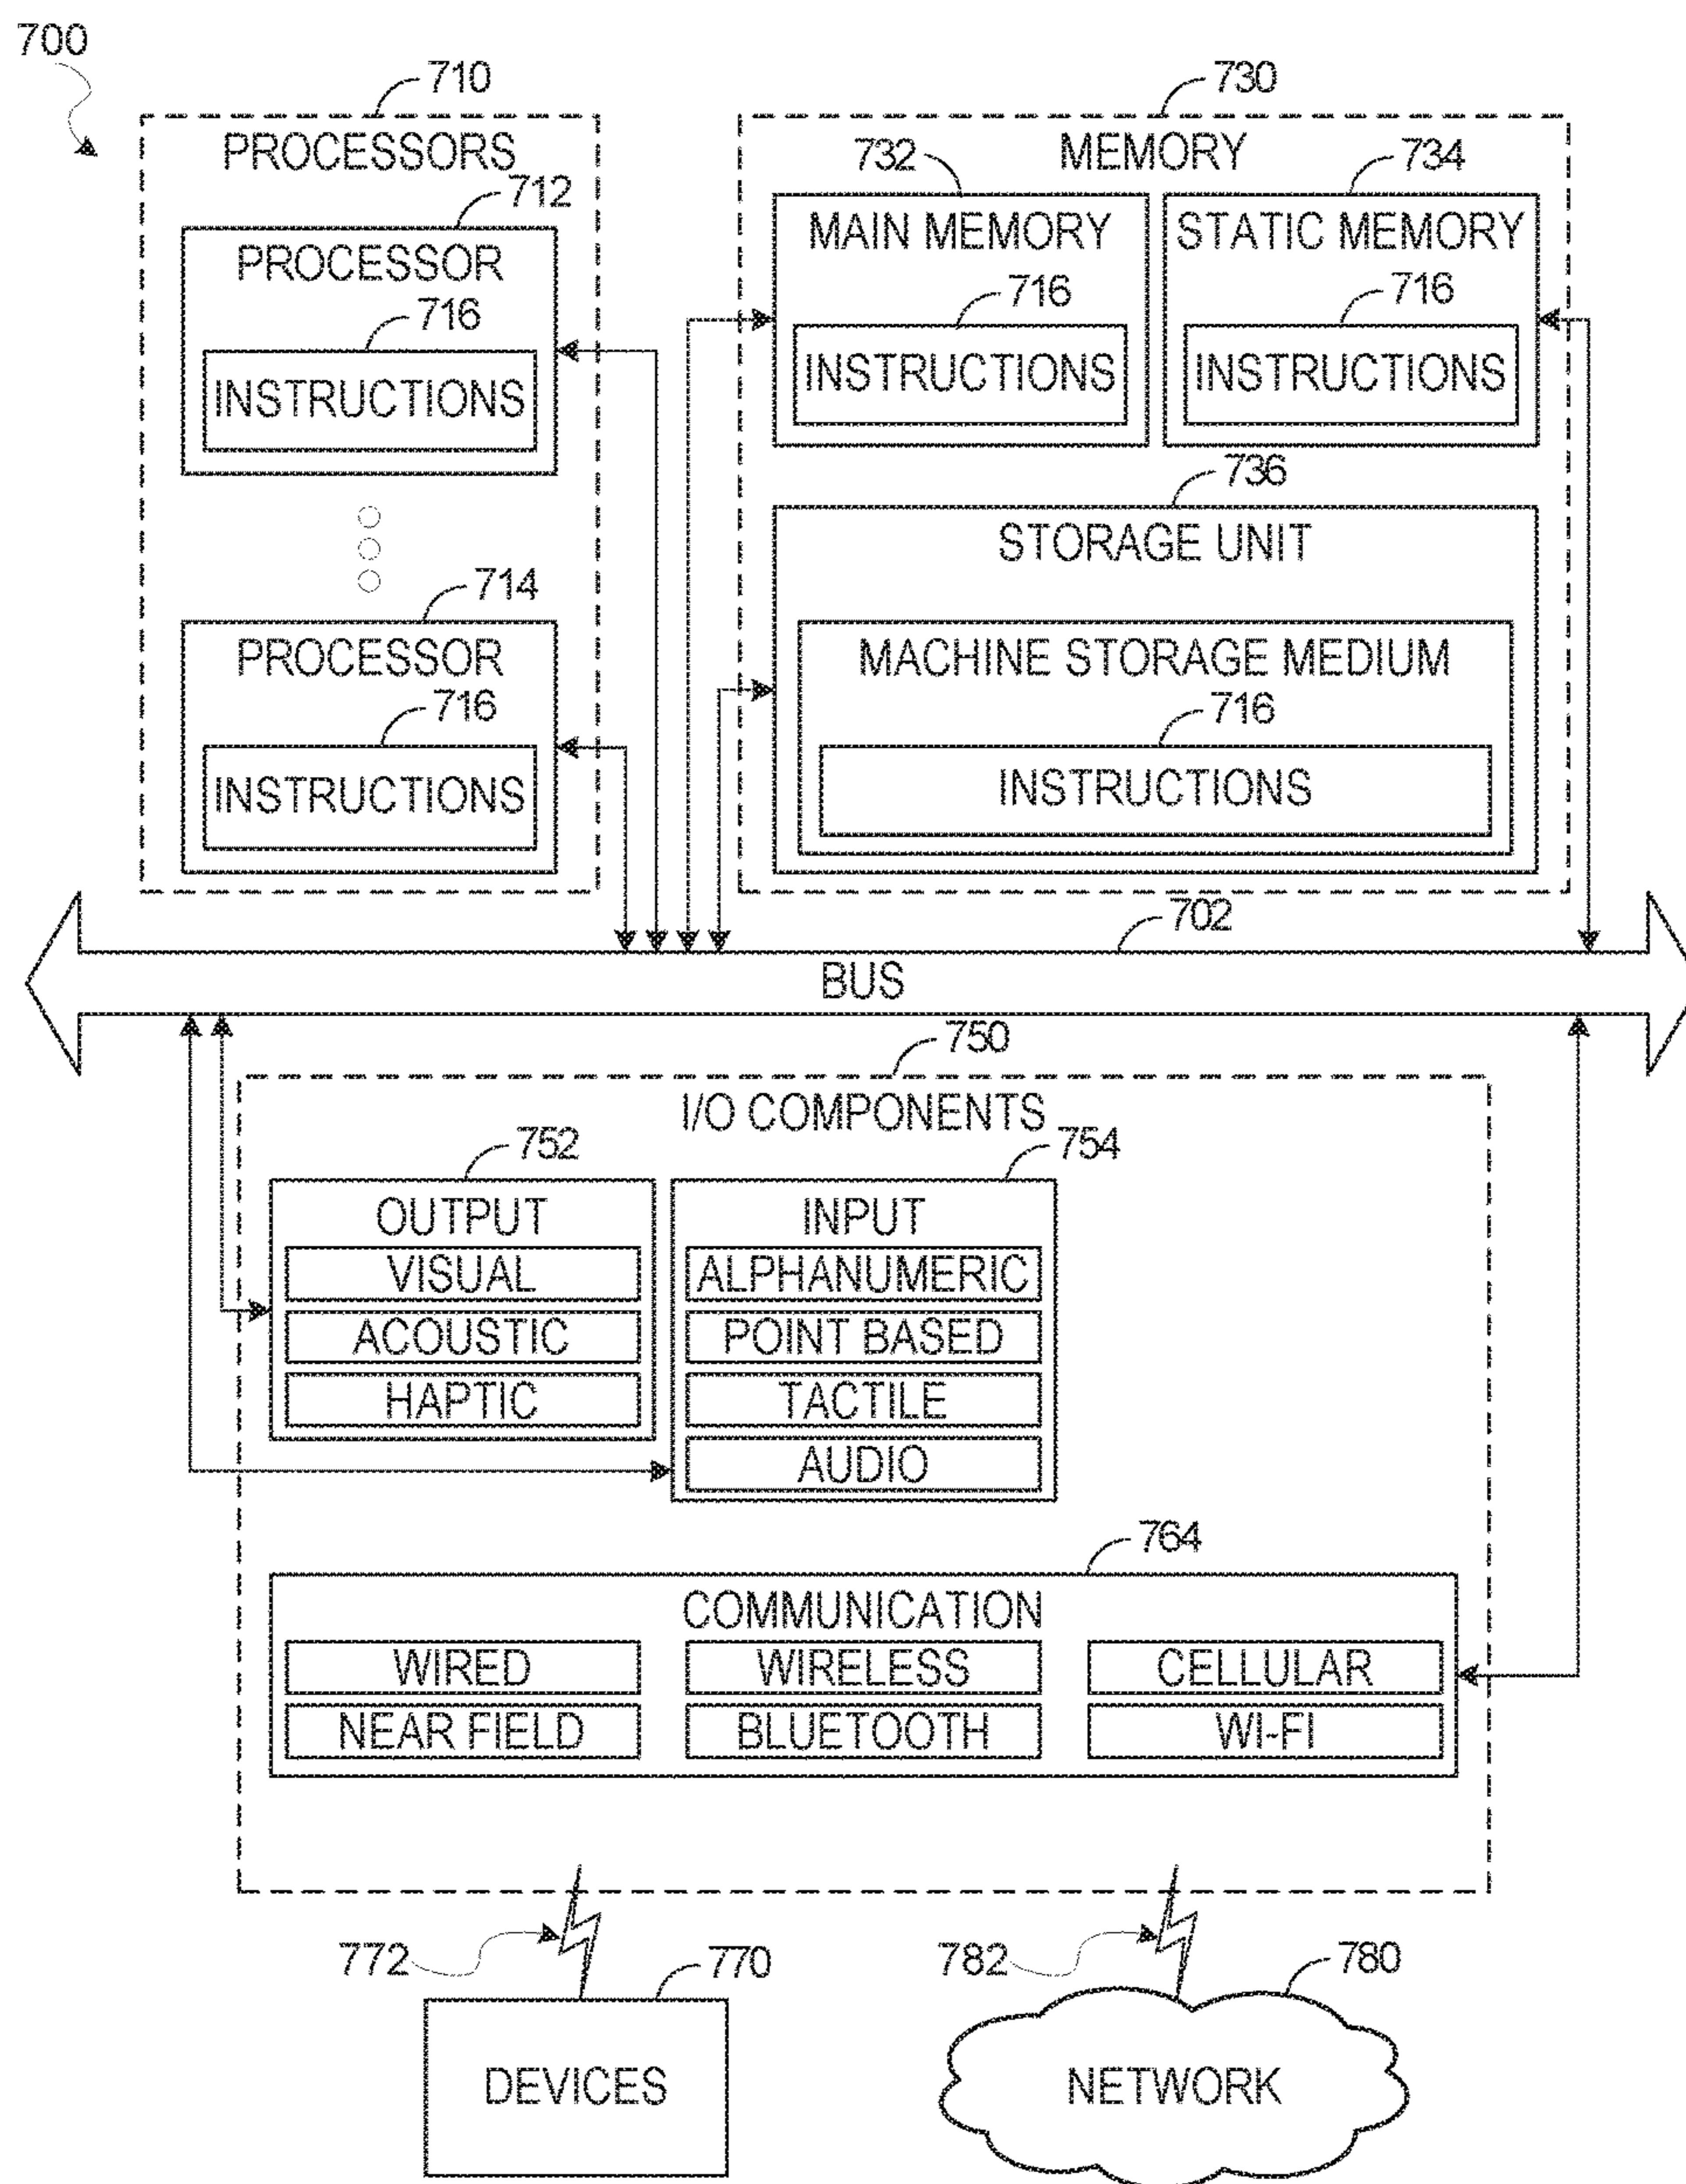 700
710
PROCESSORS
712
PROCESSOR
716
INSTRUCTIONS
714
PROCESSOR
716
INSTRUCTIONS
730
MEMORY
732
MAIN MEMORY
716
INSTRUCTIONS
734
STATIC MEMORY
716
INSTRUCTIONS
736
STORAGE UNIT
MACHINE STORAGE MEDIUM
716
INSTRUCTIONS
702
BUS
750
I/O COMPONENTS
752
OUTPUT
VISUAL
ACOUSTIC
HAPTIC
754
INPUT
ALPHANUMERIC
POINT BASED
TACTILE
AUDIO
764
COMMUNICATION
WIRED
WIRELESS
CELLULAR
NEAR FIELD
BLUETOOTH
WI-FI
772
770
DEVICES
782
780
NETWORK